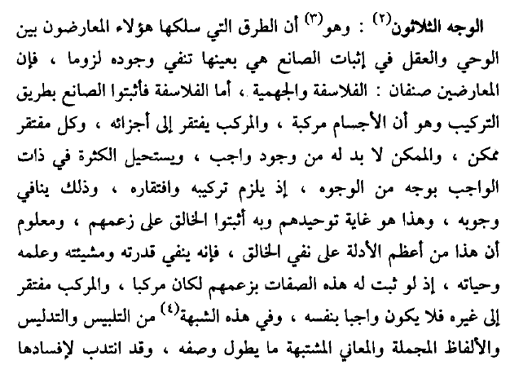 الوجه الثلاثون(٢) : وهو(٣) أن الطرق التي سلكها هؤلاء المعارضون بين
الوحي والعقل في إثبات الصانع هي بعينها تنفي وجوده لزوما ، فإن
المعارضين صنفان : الفلاسفة والجهمية ، أما الفلاسفة فأثبتوا الصانع بطريق
التركيب وهو أن الأجسام مركبة ، والمركب يفتقر إلى أجزائه ، وكل مفتقر
ممكن ، والممكن لا بد له من وجود واجب ، ويستحيل الكثرة في ذات
الواجب بوجه من الوجوه ، إذ يلزم تركيبه وافتقاره ، وذلك ينافي
وجوبه ، وهذا هو غاية توحيدهم وبه أثبتوا الخالق على زعمهم ، ومعلوم
أن هذا من أعظم الأدلة على نفي الخالق ، فإنه ينفي قدرته ومشيئته وعلمه
وحياته ، إذ لو ثبت له هذه الصفات بزعمهم لكان مركبا ، والمركب مفتقر
إلى غيره فلا يكون واجبا بنفسه ، وفي هذه الشبهة(٤) من التلبيس والتدليس
والألفاظ المجملة والمعاني المشتبهة ما يطول وصفه ، وقد انتدب لإفسادها